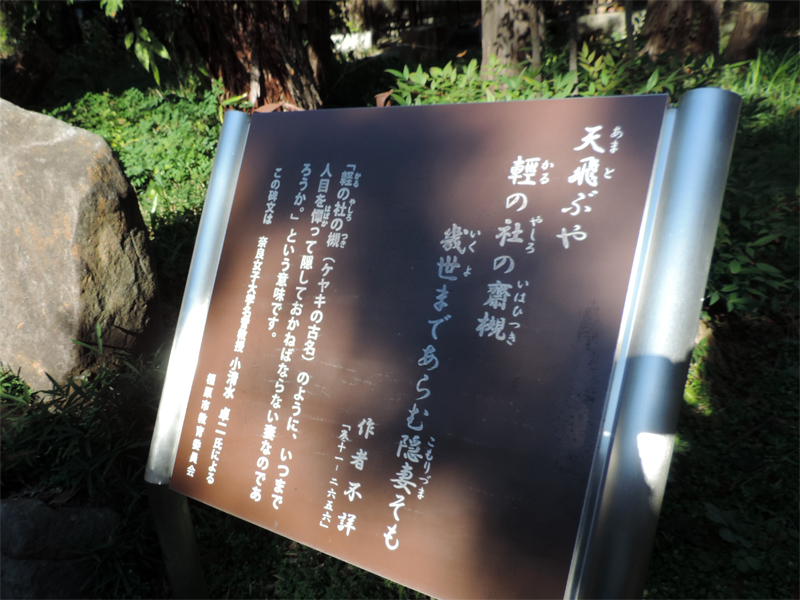 天飛ぶや
輕の社の齋槻
幾世まであらむ隠妻そも
作者不詳
「巻十一－二六五六」
「軽の社の槻（ケヤキの古名）のように、いつまで
人目を憚って隠しておかねばならない妻なのであ
ろうか。」という意味です。
この碑文は 奈良女子大学名誉教授 小清水 卓二氏による
橿原市教育委員会